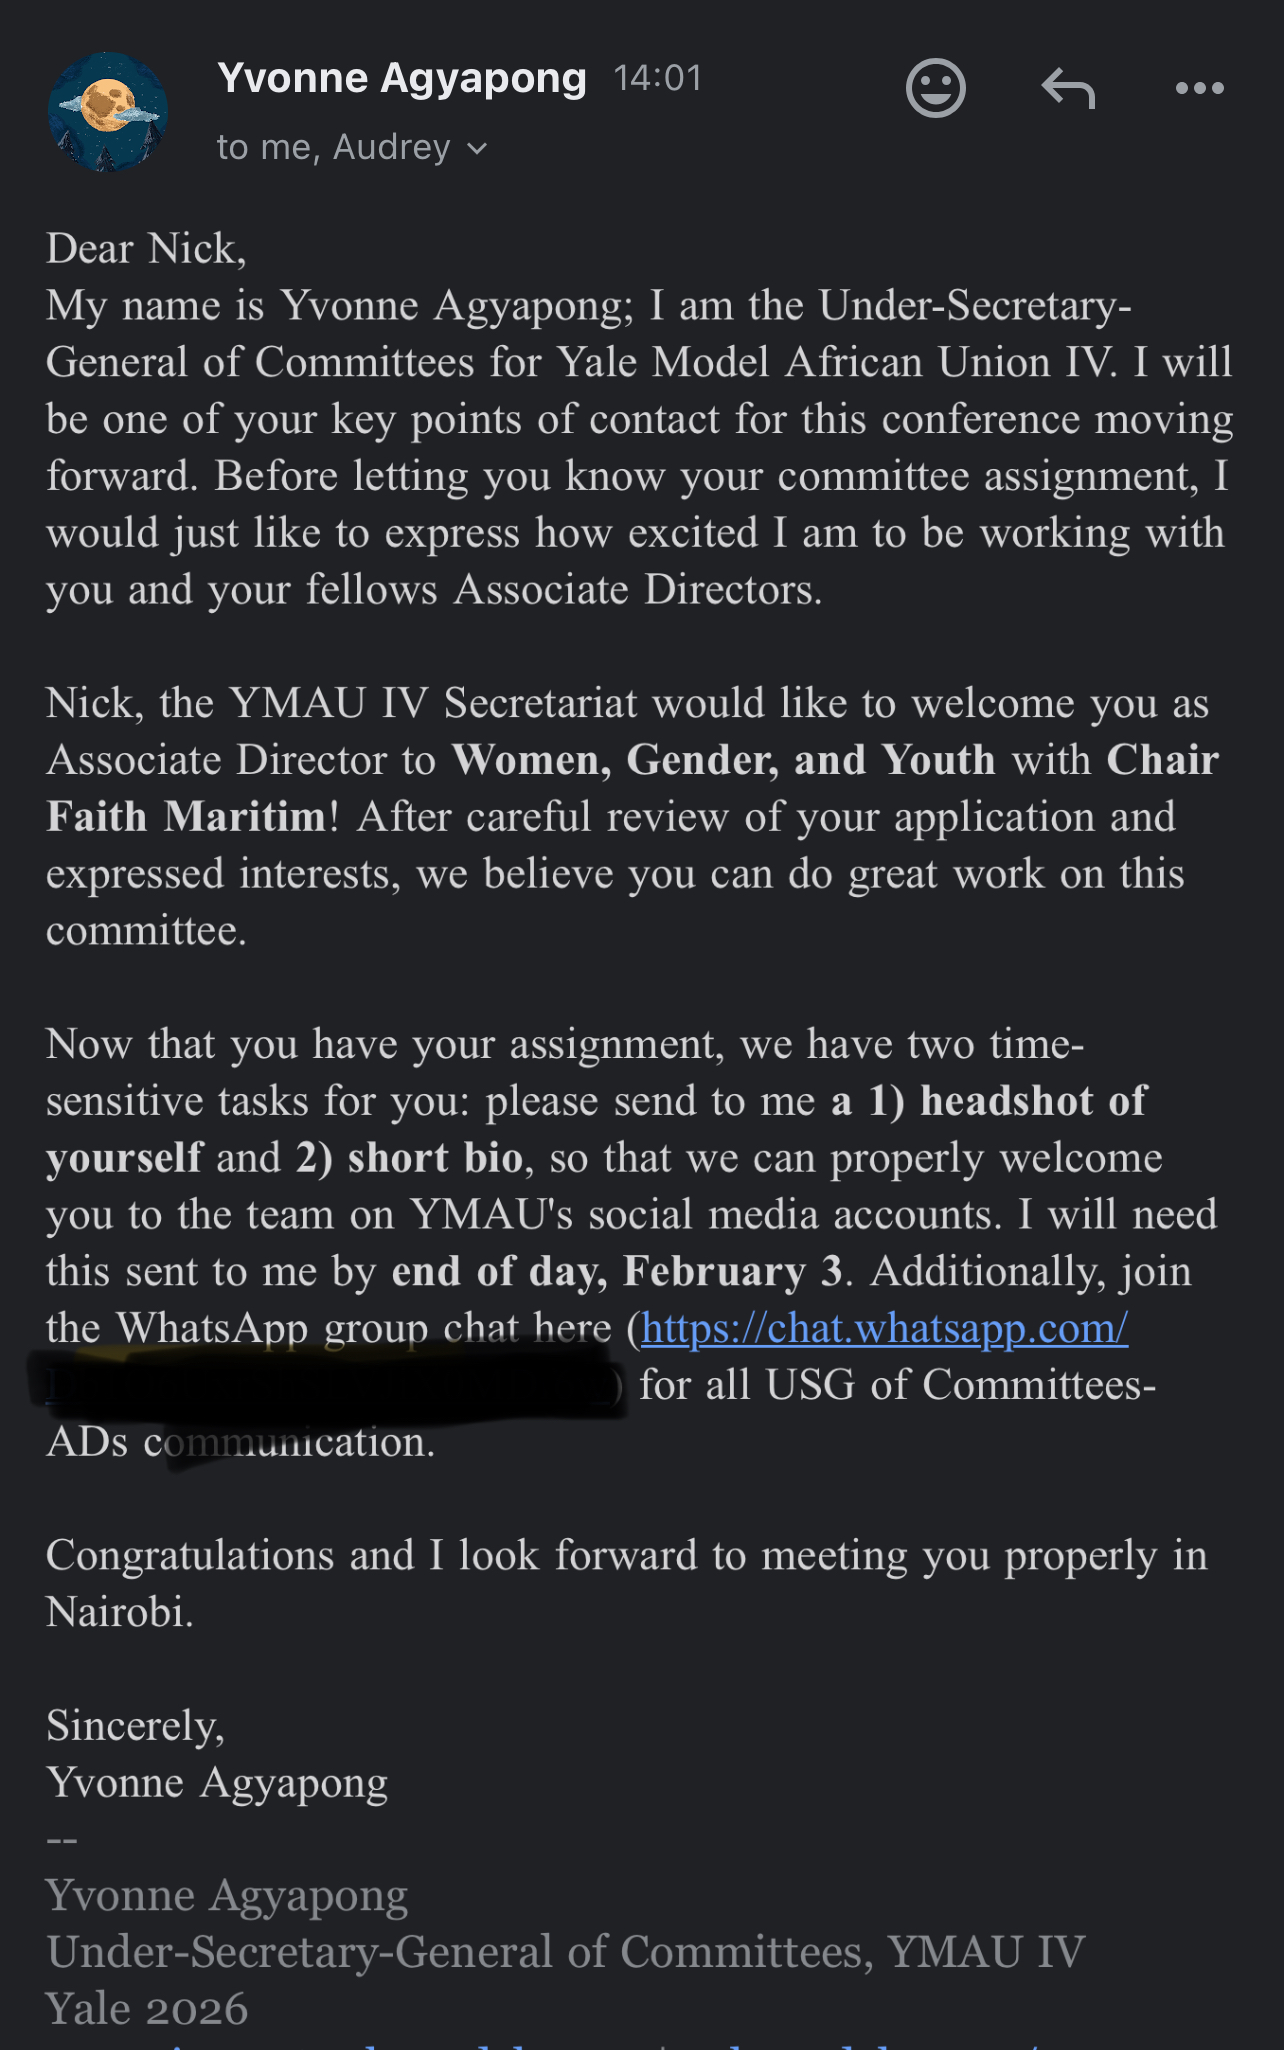 Yvonne Agyapong 14:01
to me, Audrey
Dear Nick,
My name is Yvonne Agyapong; I am the Under-Secretary-
General of Committees for Yale Model African Union IV. I will
be one of your key points of contact for this conference moving
forward. Before letting you know your committee assignment, I
would just like to express how excited I am to be working with
you and your fellows Associate Directors.
Nick, the YMAU IV Secretariat would like to welcome you as
Associate Director to Women, Gender, and Youth with Chair
Faith Maritim! After careful review of your application and
expressed interests, we believe you can do great work on this
committee.
Now that you have your assignment, we have two time-
sensitive tasks for you: please send to me a 1) headshot of
yourself and 2) short bio, so that we can properly welcome
you to the team on YMAU's social media accounts. I will need
this sent to me by end of day, February 3. Additionally, join
the WhatsApp group chat here (https://chat.whatsapp.com/
) for all USG of Committees-
ADs communication.
Congratulations and I look forward to meeting you properly in
Nairobi.
Sincerely,
Yvonne Agyapong
--
Yvonne Agyapong
Under-Secretary-General of Committees, YMAU IV
Yale 2026